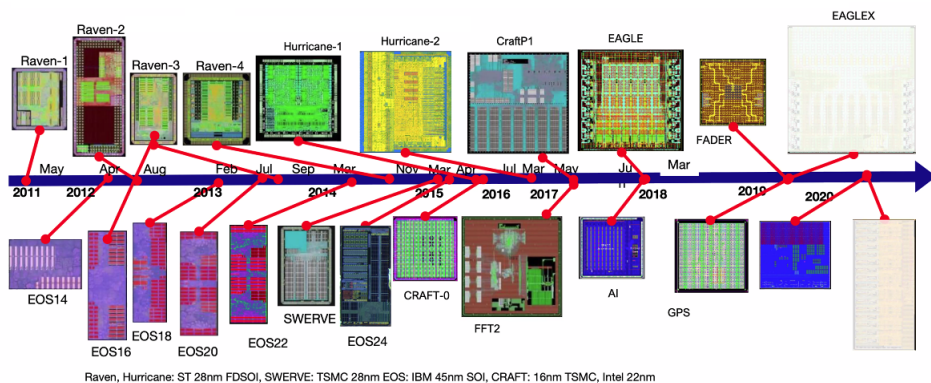 EAGLEX
Raven-2
Raven-1
Raven-3
Raven-4
Hurricane-1
Hurricane-2
CraftP1
EAGLE
FADER
May
Apr
Aug
Feb
Jul
Sep
Mar
Nov
Mar
Apr
Jul
Mar
May
Ju
n
Mar
2011
2012
2013
2014
2015
2016
2017
2018
2019
2020
EOS14
EOS16
EOS18
EOS20
EOS22
SWERVE
EOS24
CRAFT-0
FFT2
AI
GPS
Raven, Hurricane: ST 28nm FDSOI, SWERVE: TSMC 28nm EOS: IBM 45nm SOI, CRAFT: 16nm TSMC, Intel 22nm